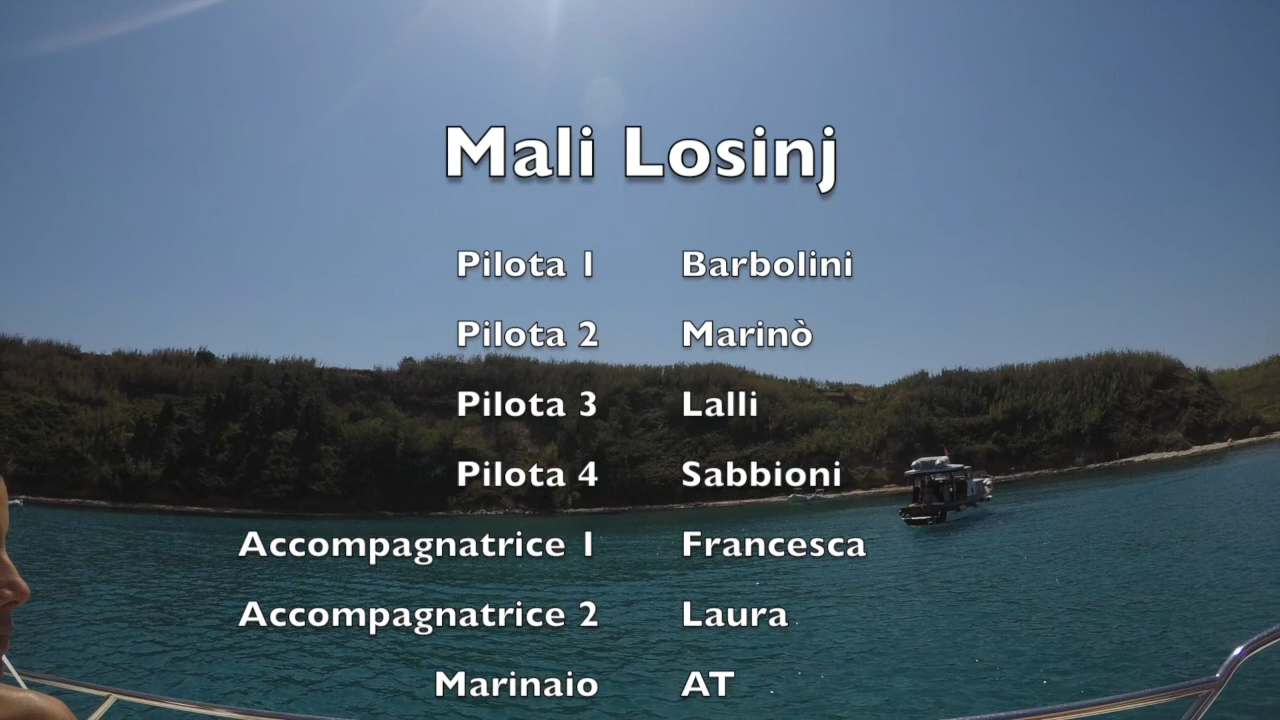 Mali Losinj
Pilota 1 Barbolini
Pilota 2 Marinò
Pilota 3 Lalli
Pilota 4 Sabbioni
Accompagnatrice 1 Francesca
Accompagnatrice 2 Laura
Marinaio AT